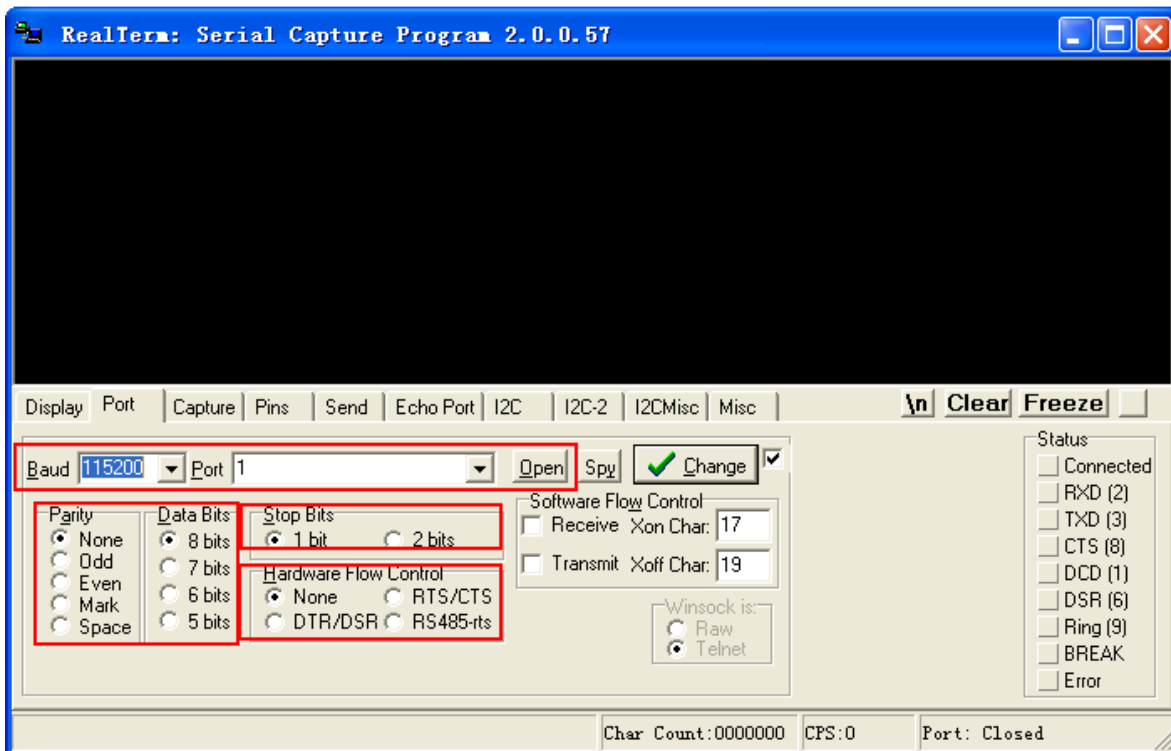 RealTerm: Serial Capture Program 2.0.0.57
Display Port Capture Pins Send Echo Port I2C I2C-2 I2CMisc Misc \n Clear Freeze
Baud 115200 Port 1 Open Spy Change
Parity
None
Odd
Even
Mark
Space
Data Bits
8 bits
7 bits
6 bits
5 bits
Stop Bits
1 bit 2 bits
Hardware Flow Control
None RTS/CTS
DTR/DSR RS485-rts
Software Flow Control
Receive Xon Char: 17
Transmit Xoff Char: 19
Winsock is:
Raw
Telnet
Status
Connected
RXD (2)
TXD (3)
CTS (8)
DCD (1)
DSR (6)
Ring (9)
BREAK
Error
Char Count:0000000 CPS:0 Port: Closed